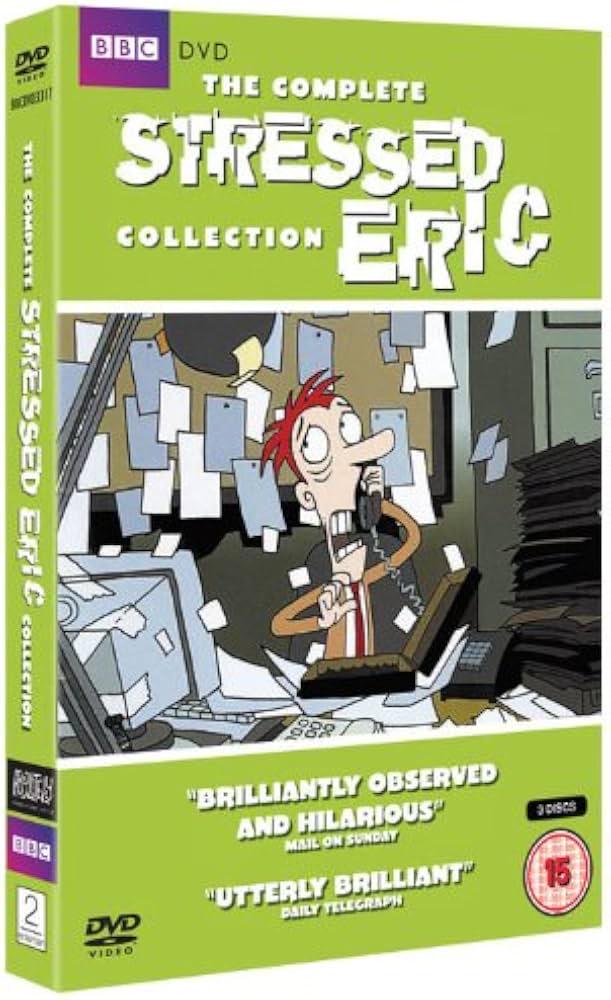 DVD
VIDEO
THE COMPLETE
STRESSED ERIC
COLLECTION
BBC
2
BBC DVD
THE COMPLETE
STRESSED
COLLECTION ERIC
"BRILLIANTLY OBSERVED
AND HILARIOUS"
MAIL ON SUNDAY
"UTTERLY BRILLIANT"
DAILY TELEGRAPH
3 DISCS
15
DVD
VIDEO